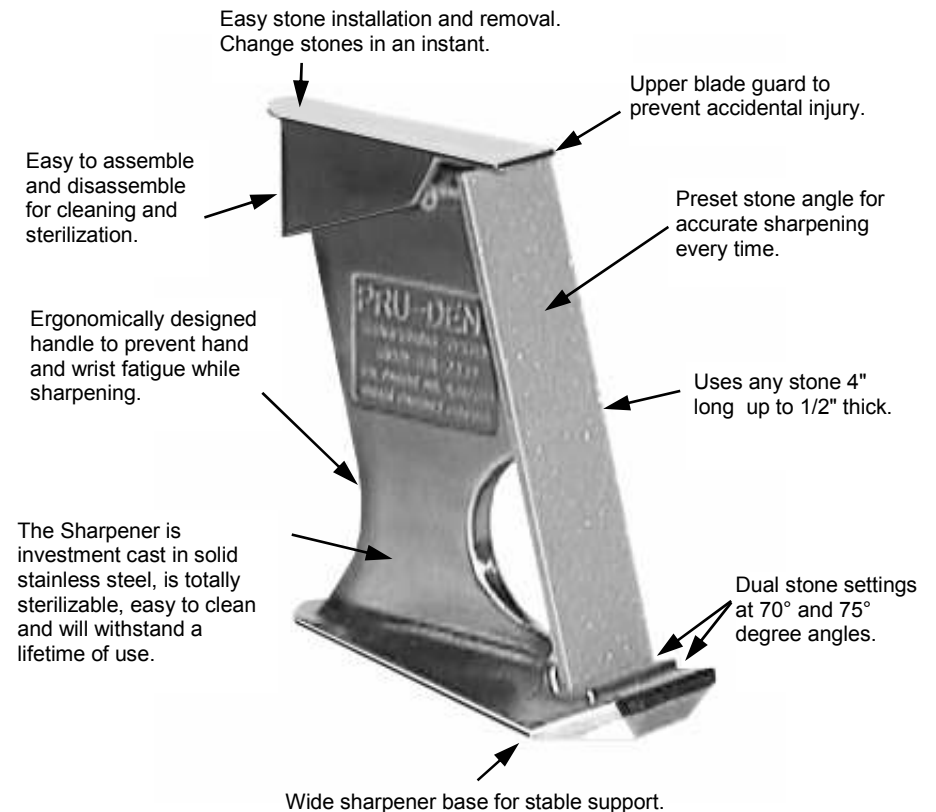 Easy stone installation and removal.
Change stones in an instant.
Upper blade guard to
prevent accidental injury.
Easy to assemble
and disassemble
for cleaning and
sterilization.
Preset stone angle for
accurate sharpening
every time.
PRU-DEN
Ergonomically designed
handle to prevent hand
and wrist fatigue while
sharpening.
Uses any stone 4"
long up to 1/2" thick.
The Sharpener is
investment cast in solid
stainless steel, is totally
sterilizable, easy to clean
and will withstand a
lifetime of use.
Dual stone settings
at 70° and 75°
degree angles.
Wide sharpener base for stable support.